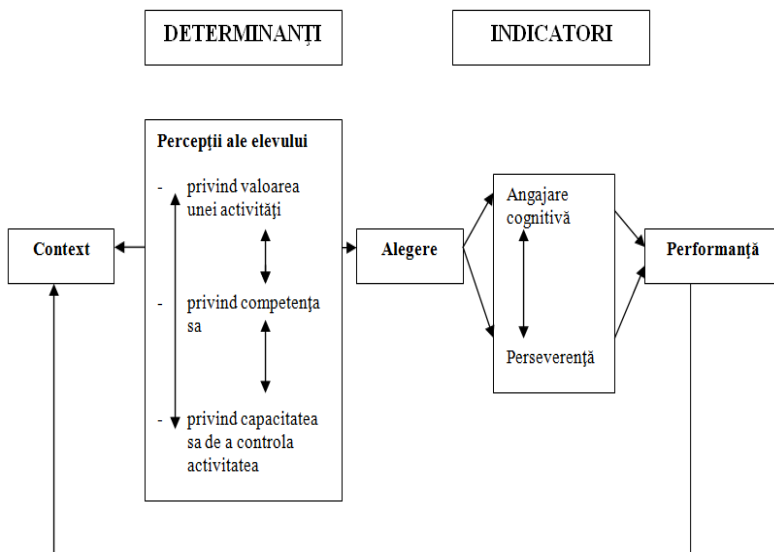 DETERMINANȚI
INDICATORI
Percepții ale elevului
- privind valoarea
unei activități
- privind competența
sa
- privind capacitatea
sa de a controla
activitatea
Context
Alegere
Angajare
cognitivă
Perseverență
Performanță